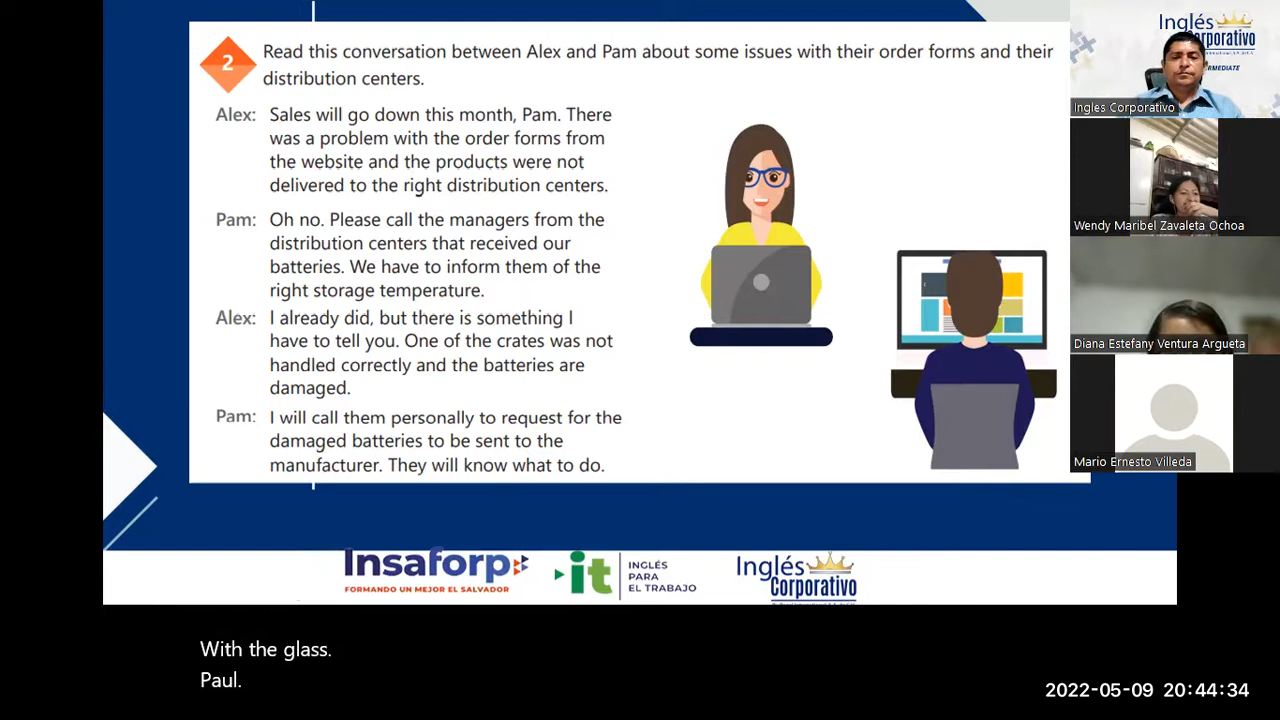 2
Read this conversation between Alex and Pam about some issues with their order forms and their
distribution centers.
Alex: Sales will go down this month, Pam. There
was a problem with the order forms from
the website and the products were not
delivered to the right distribution centers.
Pam: Oh no. Please call the managers from the
distribution centers that received our
batteries. We have to inform them of the
right storage temperature.
Alex: I already did, but there is something I
have to tell you. One of the crates was not
handled correctly and the batteries are
damaged.
Pam: I will call them personally to request for the
damaged batteries to be sent to the
manufacturer. They will know what to do.
Insaforp
FORMANDO UN MEJOR EL SALVADOR
it
INGLÉS
PARA
EL TRABAJO
Inglés
Corporativo
Inglés
Corporativo
Ingles Corporativo
Wendy Maribel Zavaleta Ochoa
Diana Estefany Ventura Argueta
Mario Ernesto Villeda
With the glass.
Paul.
2022-05-09 20:44:34